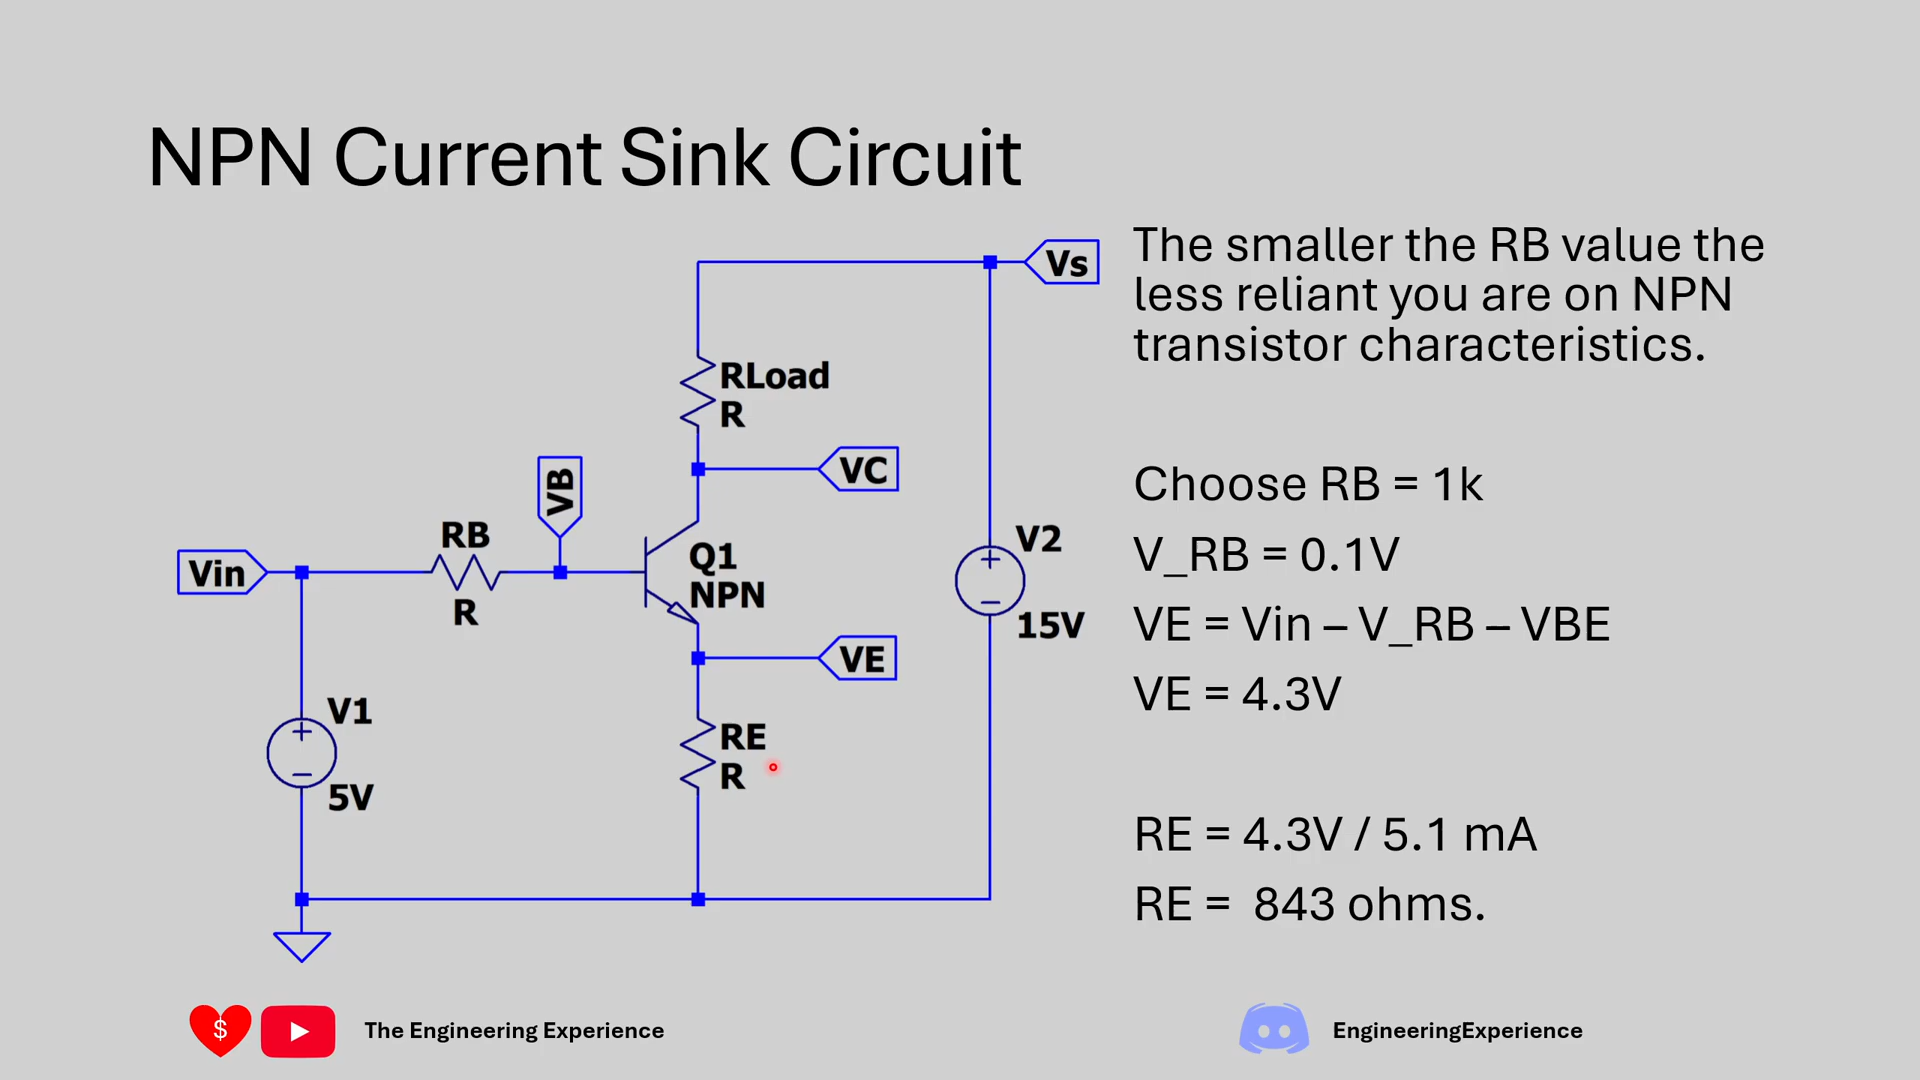 NPN Current Sink Circuit
Vs
The smaller the RB value the
less reliant you are on NPN
transistor characteristics.
RLoad
R
VC
VB
Choose RB = 1k
RB
R
Vin
Q1
NPN
V2
15V
V_RB = 0.1V
VE = Vin – V_RB – VBE
VE
VE = 4.3V
V1
5V
RE
R
RE = 4.3V / 5.1 mA
RE =  843 ohms.
$
The Engineering Experience
EngineeringExperience